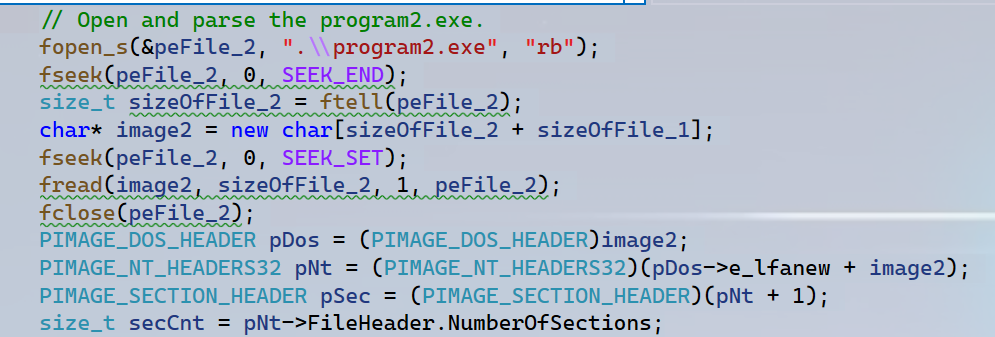 // Open and parse the program2.exe.
fopen_s(&peFile_2, ".\\program2.exe", "rb");
fseek(peFile_2, 0, SEEK_END);
size_t sizeOfFile_2 = ftell(peFile_2);
char* image2 = new char[sizeOfFile_2 + sizeOfFile_1];
fseek(peFile_2, 0, SEEK_SET);
fread(image2, sizeOfFile_2, 1, peFile_2);
fclose(peFile_2);
PIMAGE_DOS_HEADER pDos = (PIMAGE_DOS_HEADER)image2;
PIMAGE_NT_HEADERS32 pNt = (PIMAGE_NT_HEADERS32)(pDos->e_lfanew + image2);
PIMAGE_SECTION_HEADER pSec = (PIMAGE_SECTION_HEADER)(pNt + 1);
size_t secCnt = pNt->FileHeader.NumberOfSections;